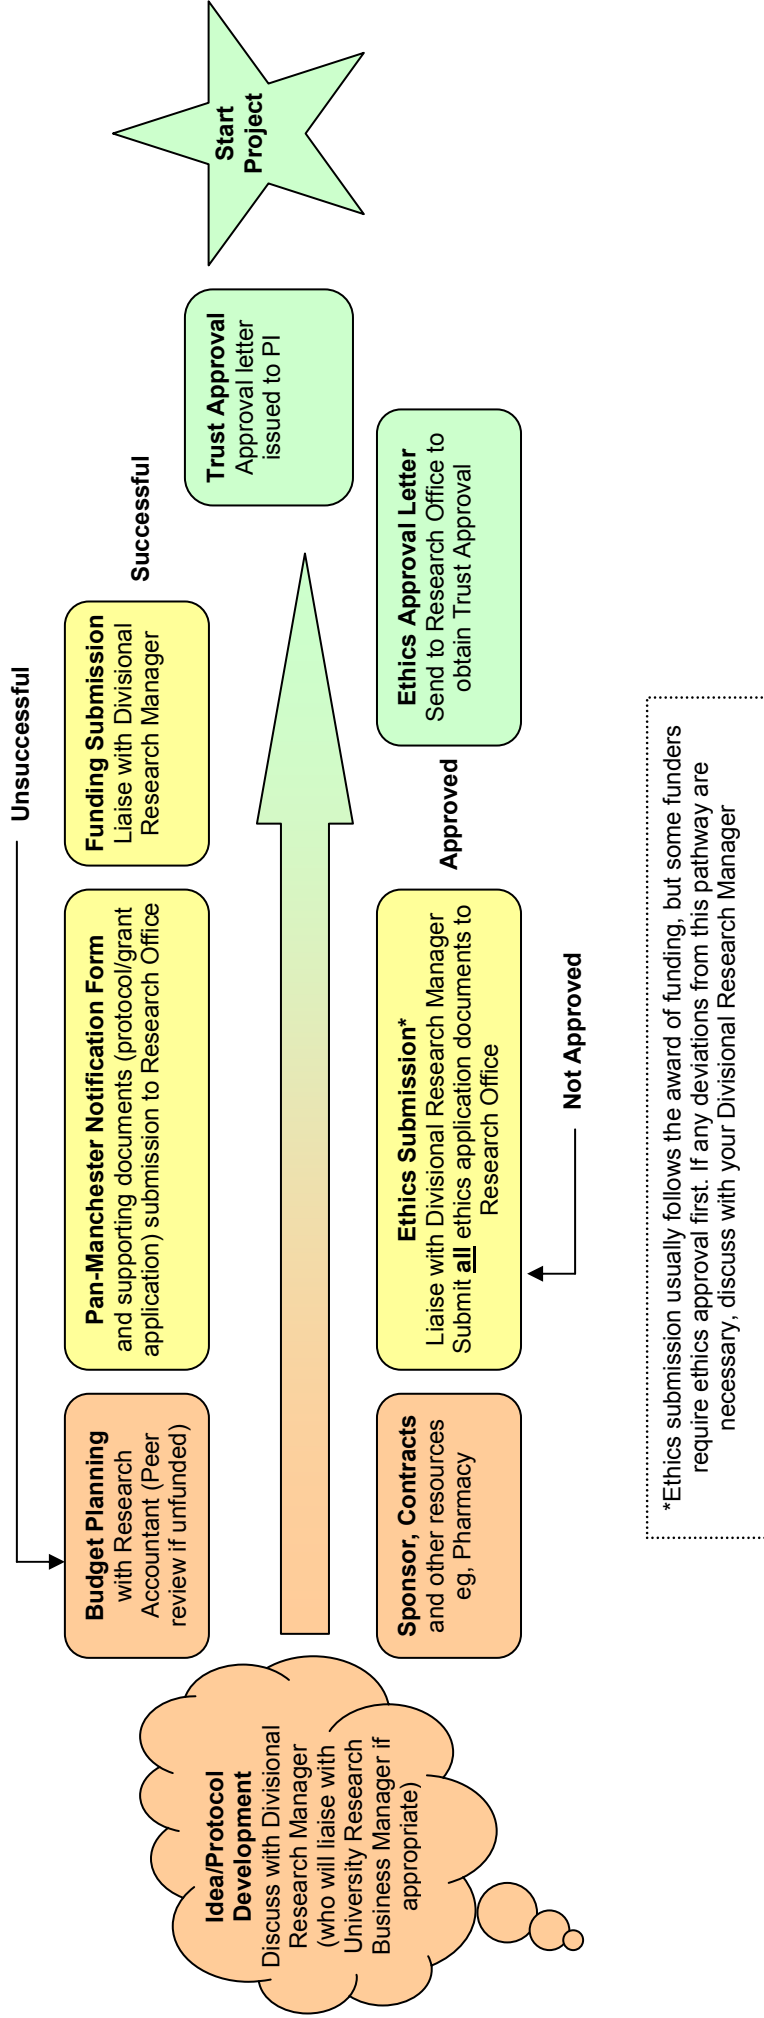 Idea/Protocol
Development
Discuss with Divisional
Research Manager
(who will liaise with
University Research
Business Manager if
appropriate)
Unsuccessful
Budget Planning
with Research
Accountant (Peer
review if unfunded)
Pan-Manchester Notification Form
and supporting documents (protocol/grant
application) submission to Research Office
Funding Submission
Liaise with Divisional
Research Manager
Successful
Sponsor, Contracts
and other resources
eg, Pharmacy
Ethics Submission*
Liaise with Divisional Research Manager
Submit all ethics application documents to
Research Office
Not Approved
Approved
Ethics Approval Letter
Send to Research Office to
obtain Trust Approval
Trust Approval
Approval letter
issued to PI
Start
Project
*Ethics submission usually follows the award of funding, but some funders
require ethics approval first. If any deviations from this pathway are
necessary, discuss with your Divisional Research Manager